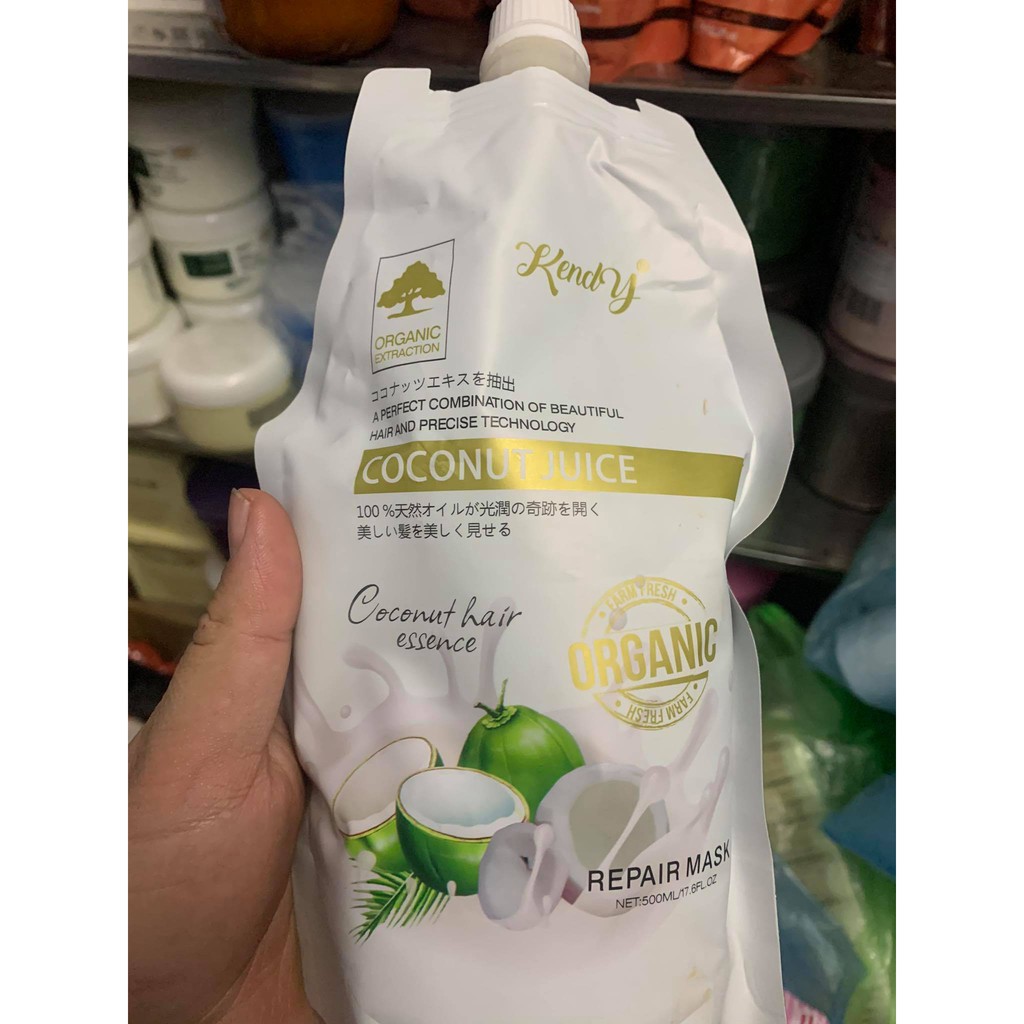 Kendy
ORGANIC
EXTRACTION
ココナッツエキスを抽出
A PERFECT COMBINATION OF BEAUTIFUL
HAIR AND PRECISE TECHNOLOGY
COCONUT JUICE
100%天然オイルが光潤の奇跡を開く
美しい髪を美しく見せる
Coconut hair
essence
FARM FRESH
ORGANIC
FARM FRESH
REPAIR MASK
NET:500ML/17.6FL.OZ